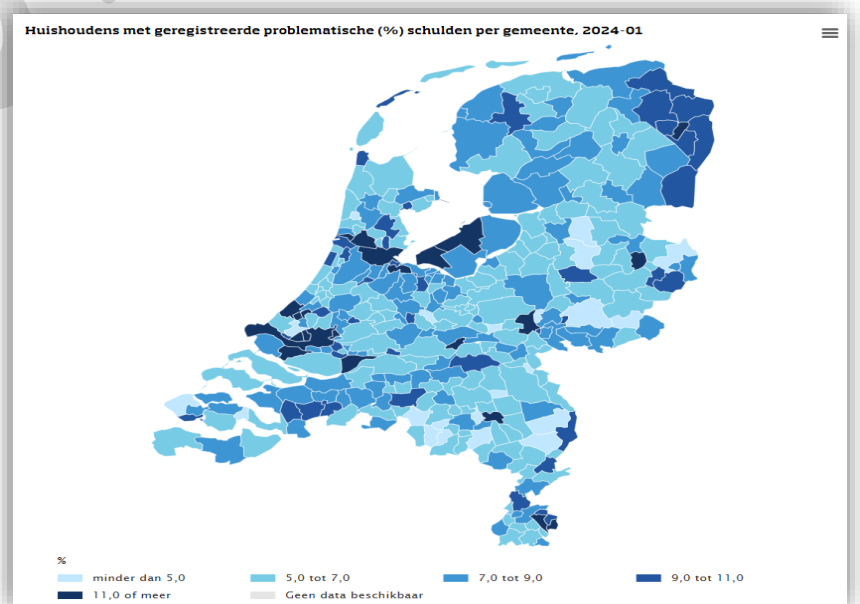 Huishoudens met geregistreerde problematische (%) schulden per gemeente, 2024-01
%
minder dan 5,0
5,0 tot 7,0
7,0 tot 9,0
9,0 tot 11,0
11,0 of meer
Geen data beschikbaar